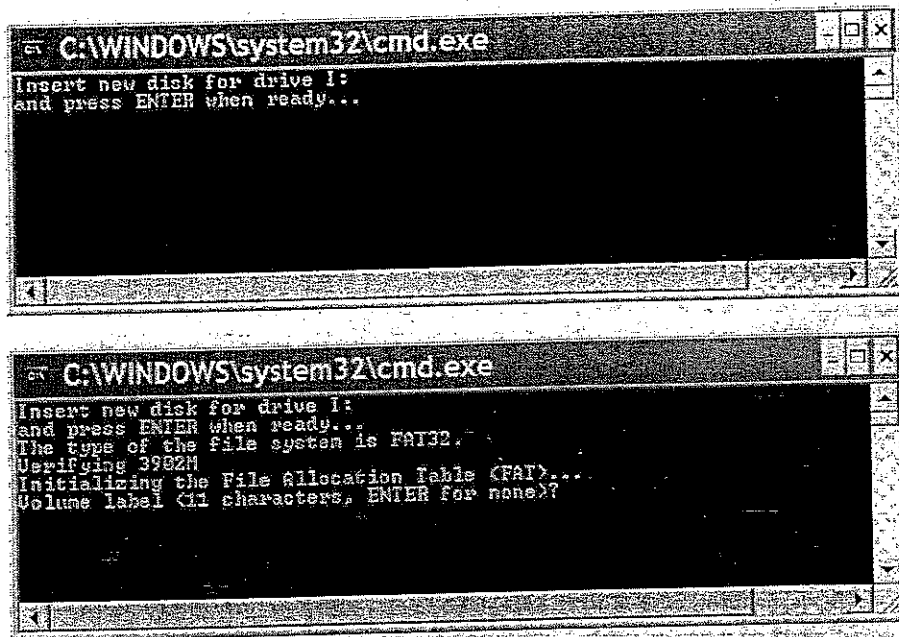 C:\WINDOWS\system32\cmd.exe
Insert new disk for drive I:
and press ENTER when ready...
C:\WINDOWS\system32\cmd.exe
Insert new disk for drive I:
and press ENTER when ready...
The type of the file system is FAT32.
Verifying 3902M
Initializing the File Allocation Table (FAT)...
Volume label (11 characters, ENTER for none)?